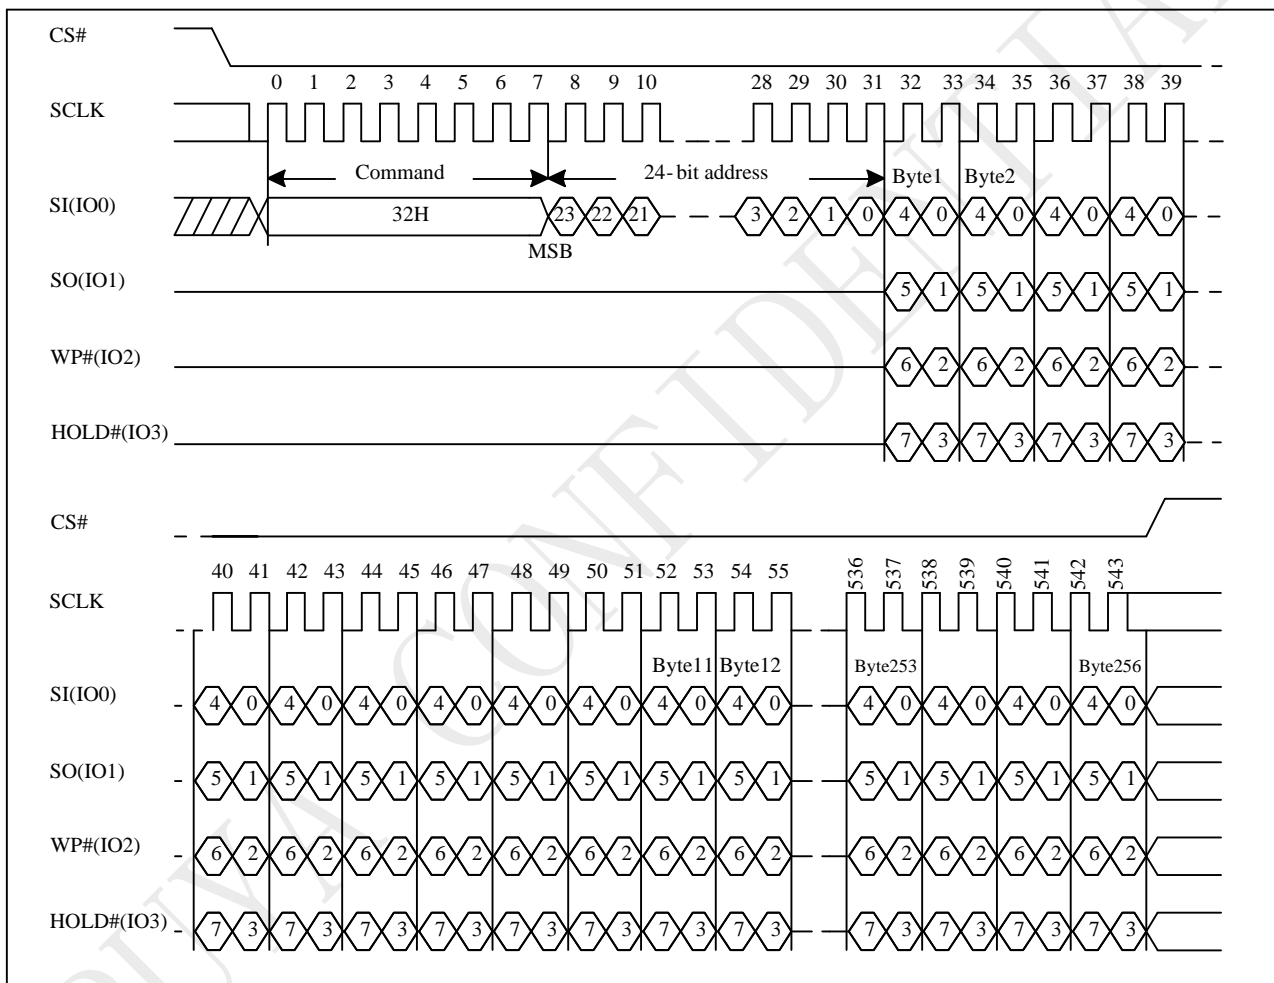 CS#
0 1 2 3 4 5 6 7 8 9 10 28 29 30 31 32 33 34 35 36 37 38 39
SCLK
Command 24-bit address Byte1 Byte2
SI(IO0) 32H 23 22 21 3 2 1 0 4 0 4 0 4 0 4 0
MSB
SO(IO1) 5 1 5 1 5 1 5 1
WP#(IO2) 6 2 6 2 6 2 6 2
HOLD#(IO3) 7 3 7 3 7 3 7 3
CS#
40 41 42 43 44 45 46 47 48 49 50 51 52 53 54 55 536 537 538 539 540 541 542 543
SCLK
Byte11 Byte12 Byte253 Byte256
SI(IO0) 4 0 4 0 4 0 4 0 4 0 4 0 4 0 4 0 4 0 4 0 4 0 4 0
SO(IO1) 5 1 5 1 5 1 5 1 5 1 5 1 5 1 5 1 5 1 5 1 5 1 5 1
WP#(IO2) 6 2 6 2 6 2 6 2 6 2 6 2 6 2 6 2 6 2 6 2 6 2 6 2
HOLD#(IO3) 7 3 7 3 7 3 7 3 7 3 7 3 7 3 7 3 7 3 7 3 7 3 7 3